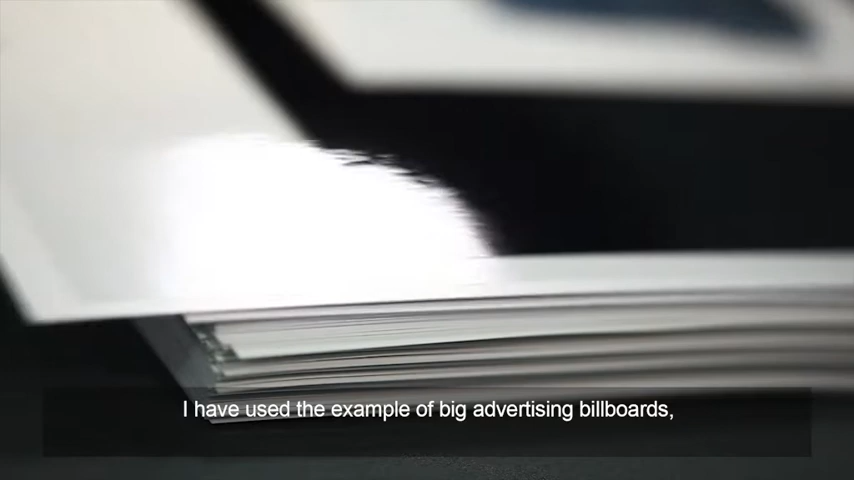 I have used the example of big advertising billboards,